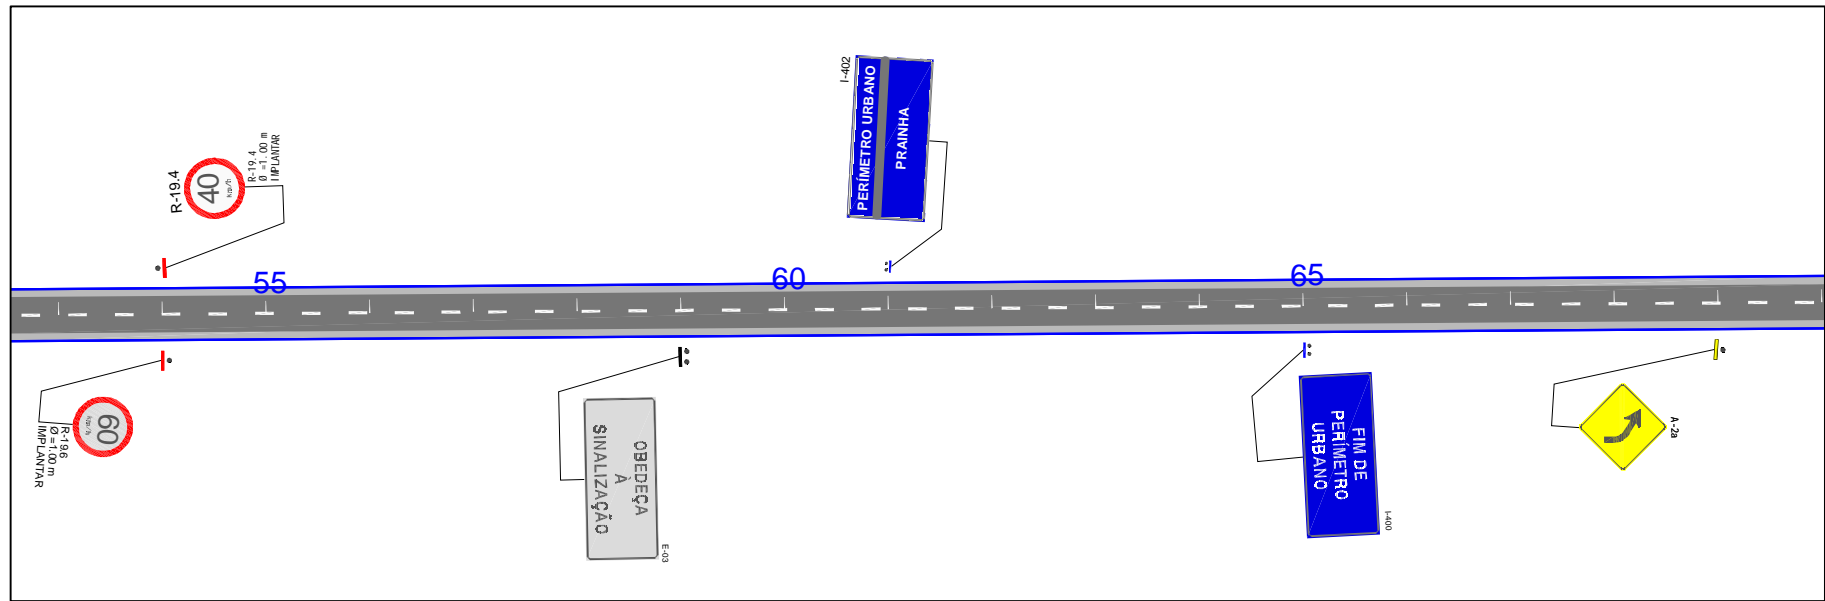 R-19.4
40
km/h
R-19.4
Ø =1.00 m
IMPLANTAR
I-402
PERÍMETRO URBANO
PRAINHA
55
60
65
60
km/h
R-19.6
Ø =1.00 m
IMPLANTAR
OBEDEÇA
À
SINALIZAÇÃO
E-03
FIM DE
PERÍMETRO
URBANO
I-400
A-2a